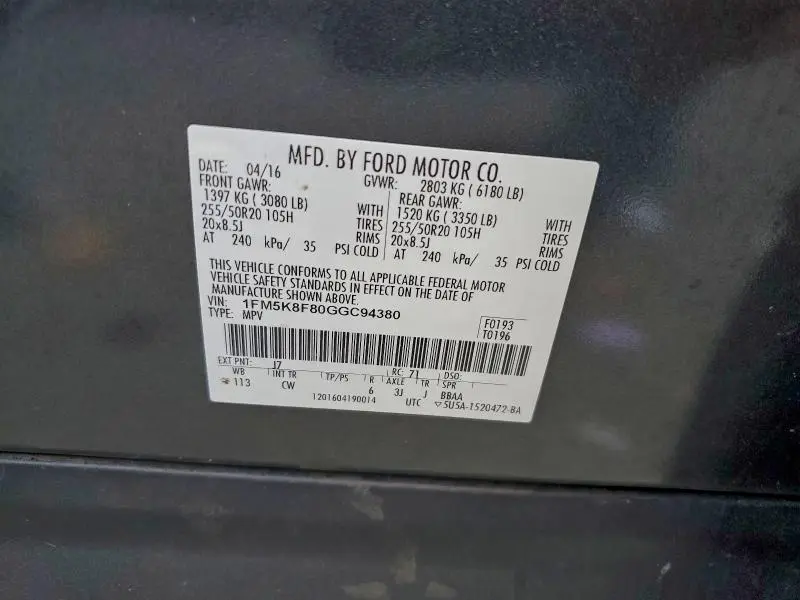 MFD. BY FORD MOTOR CO.
DATE: 04/16 GVWR: 2803 KG ( 6180 LB)
FRONT GAWR: REAR GAWR:
1397 KG ( 3080 LB) WITH 1520 KG ( 3350 LB) WITH
255/50R20 105H TIRES 255/50R20 105H TIRES
20x8.5J RIMS 20x8.5J RIMS
AT 240 kPa/ 35 PSI COLD AT 240 kPa/ 35 PSI COLD
THIS VEHICLE CONFORMS TO ALL APPLICABLE FEDERAL MOTOR
VEHICLE SAFETY STANDARDS IN EFFECT ON THE DATE OF
MANUFACTURE SHOWN ABOVE.
VIN: 1FM5K8F80GGC94380
TYPE: MPV
F0193
T0196
EXT PNT: J7 RC: 71 DSO:
WB INT TR TP/PS R AXLE TR SPR
113 CW 6 3J J BBAA
1201604190014 UTC ▽5U5A-1520472-BA